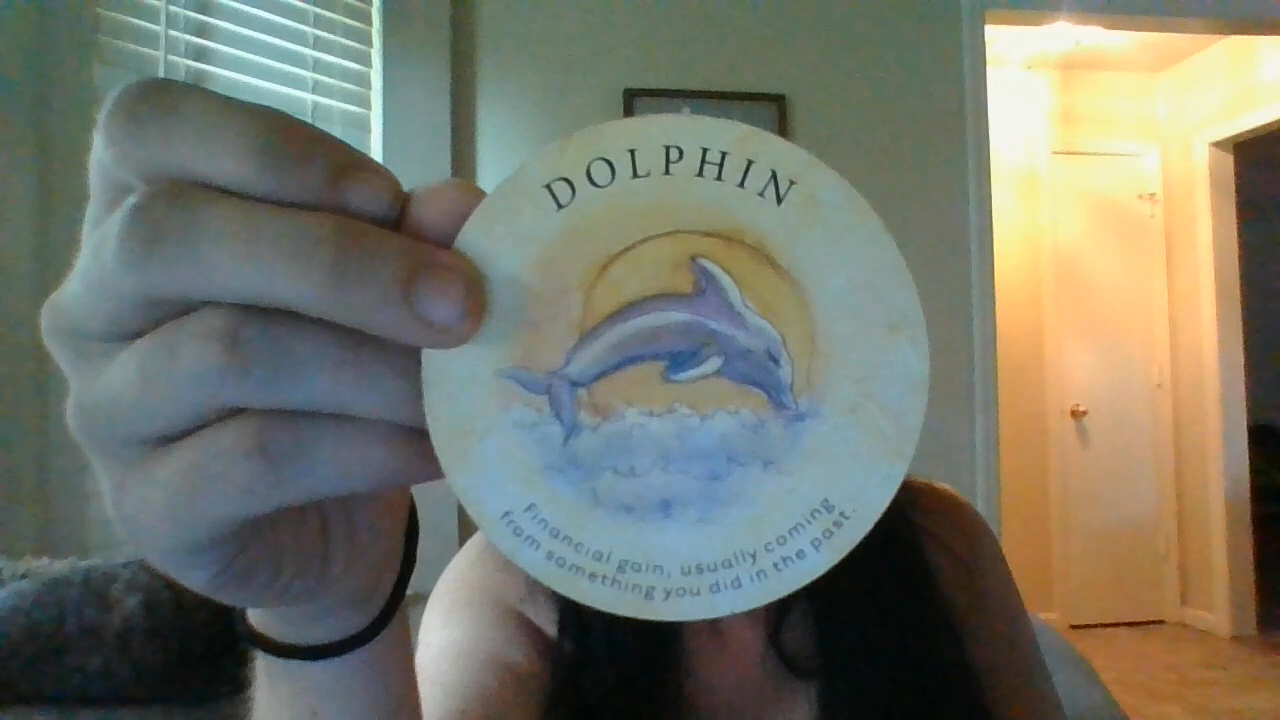 DOLPHIN
Financial gain, usually coming
from something you did in the past.